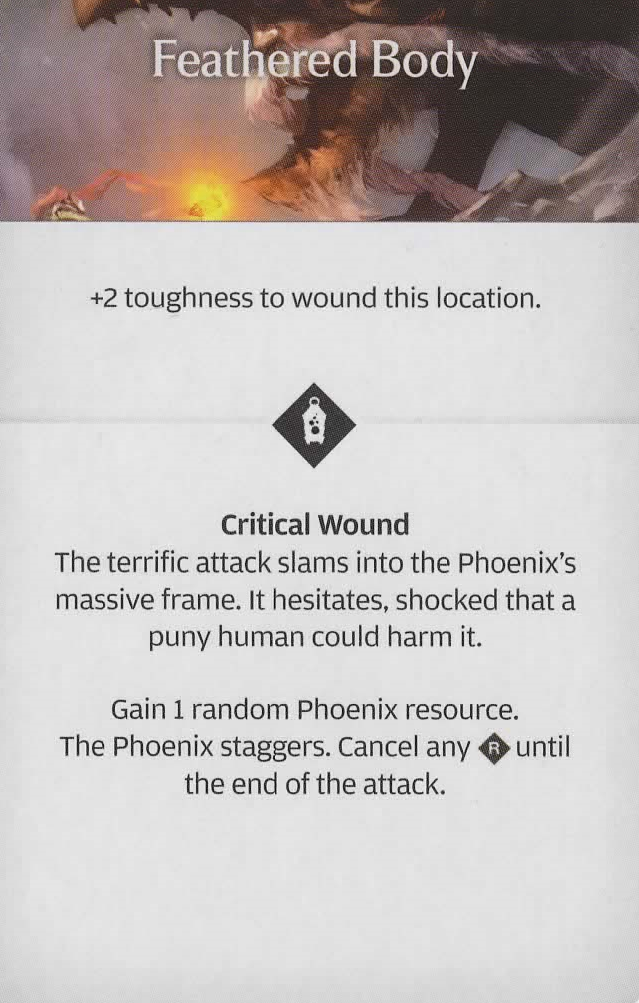 Feathered Body
+2 toughness to wound this location.
Critical Wound
The terrific attack slams into the Phoenix's
massive frame. It hesitates, shocked that a
puny human could harm it.
Gain 1 random Phoenix resource.
The Phoenix staggers. Cancel any R until
the end of the attack.